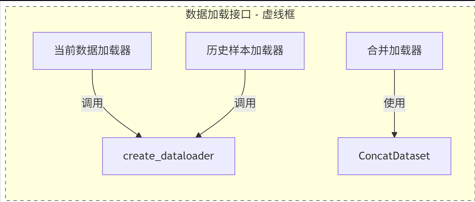 数据加载接口 - 虚线框
当前数据加载器
历史样本加载器
合并加载器
调用
调用
使用
create_dataloader
ConcatDataset